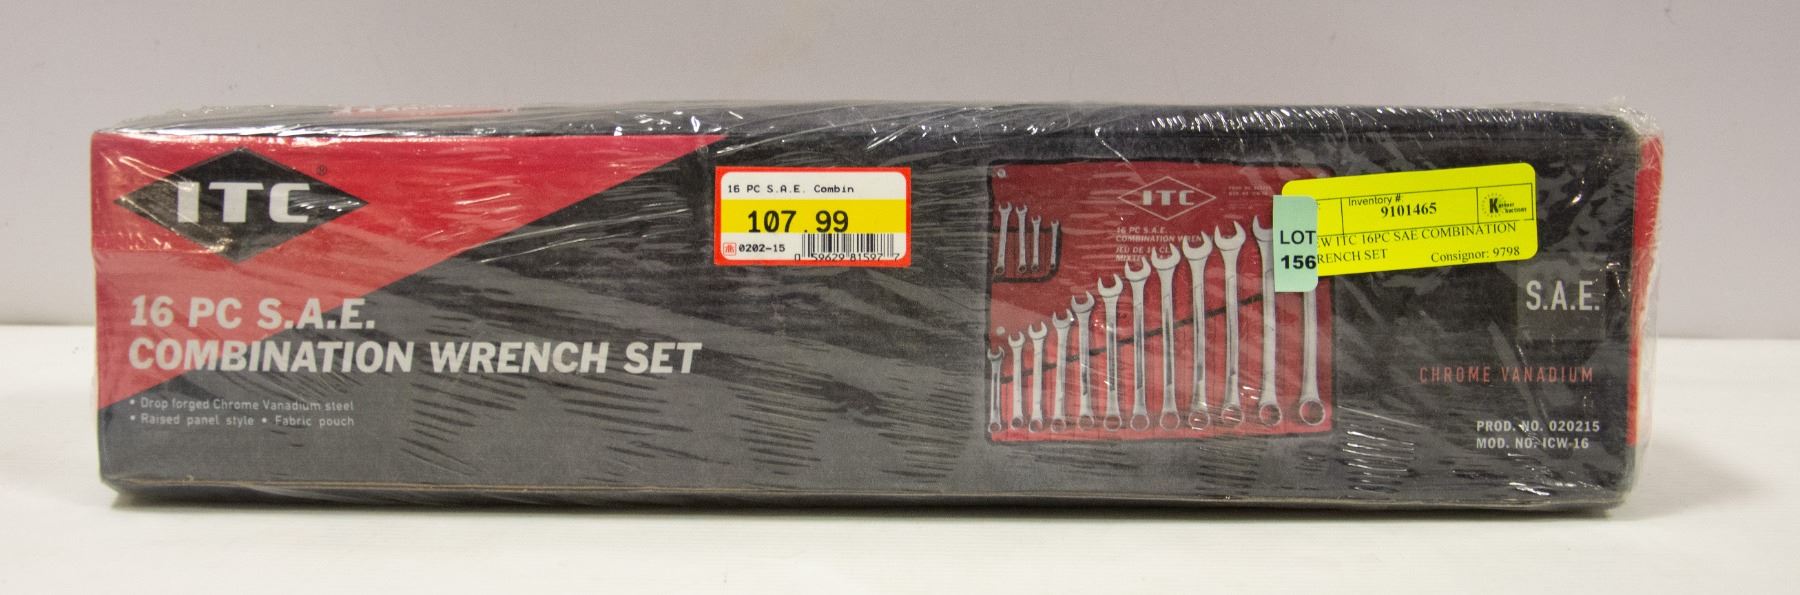 ITC®
16 PC S.A.E.
COMBINATION WRENCH SET
• Drop forged Chrome Vanadium steel
• Raised panel style • Fabric pouch
16 PC S.A.E. Combin
107.99
0202-15
0 59629 81597 7
ITC
16 PC S.A.E.
COMBINATION WREN
LOT
156
Inventory #:
9101465
EW ITC 16PC SAE COMBINATION
RENCH SET
Consignor: 9798
S.A.E.
CHROME VANADIUM
PROD. NO. 020215
MOD. NO. ICW-16